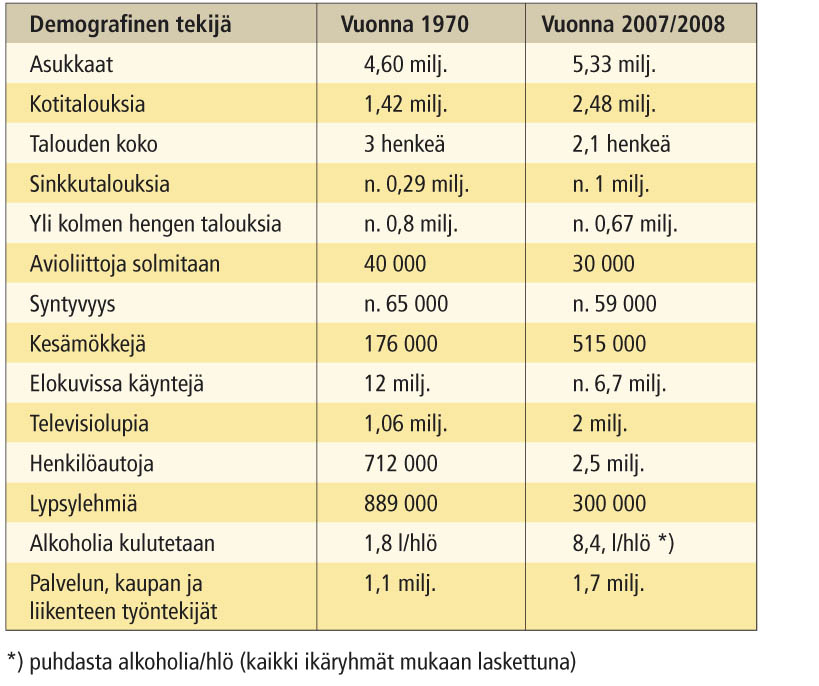 Demografinen tekijä Vuonna 1970 Vuonna 2007/2008
Asukkaat 4,60 milj. 5,33 milj.
Kotitalouksia 1,42 milj. 2,48 milj.
Talouden koko 3 henkeä 2,1 henkeä
Sinkkutalouksia n. 0,29 milj. n. 1 milj.
Yli kolmen hengen talouksia n. 0,8 milj. n. 0,67 milj.
Avioliittoja solmitaan 40 000 30 000
Syntyvyys n. 65 000 n. 59 000
Kesämökkejä 176 000 515 000
Elokuvissa käyntejä 12 milj. n. 6,7 milj.
Televisiolupia 1,06 milj. 2 milj.
Henkilöautoja 712 000 2,5 milj.
Lypsylehmiä 889 000 300 000
Alkoholia kulutetaan 1,8 l/hlö 8,4, l/hlö *)
Palvelun, kaupan ja 1,1 milj. 1,7 milj.
liikenteen työntekijät
*) puhdasta alkoholia/hlö (kaikki ikäryhmät mukaan laskettuna)